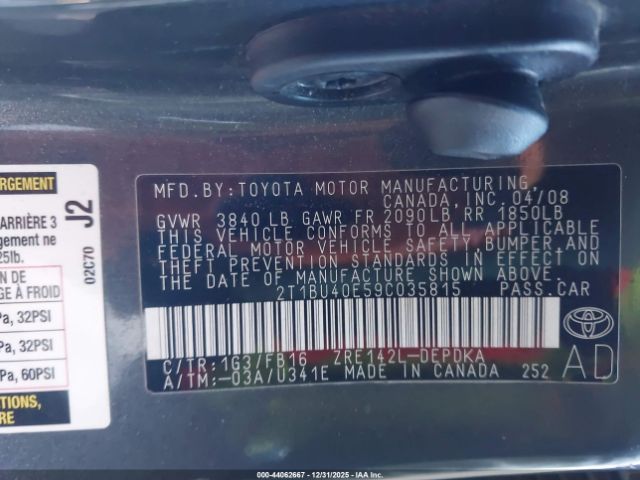 RGEMENT
ARRIÈRE 3
gement ne
25lb.
N DE
GE À FROID
Pa, 32PSI
Pa, 32PSI
a, 60PSI
CTIONS,
J2
02C70
MFD.BY:TOYOTA MOTOR MANUFACTURING,
CANADA, INC. 04/08
GVWR 3840 LB GAWR FR 2090LB, RR 1850LB
THIS VEHICLE CONFORMS TO ALL APPLICABLE
FEDERAL MOTOR VEHICLE SAFETY BUMPER, AND
THEFT PREVENTION STANDARDS IN EFFECT ON
THE DATE OF MANUFACTURE SHOWN ABOVE.
2T1BU40E59C035815 PASS.CAR
C/TR:1G3/FB16 ZRE142L-DEPDKA
A/TM:-03A/U341E MADE IN CANADA 252
TOYOTA
AD
000-44062667 - 12/31/2025 - IAA Inc.